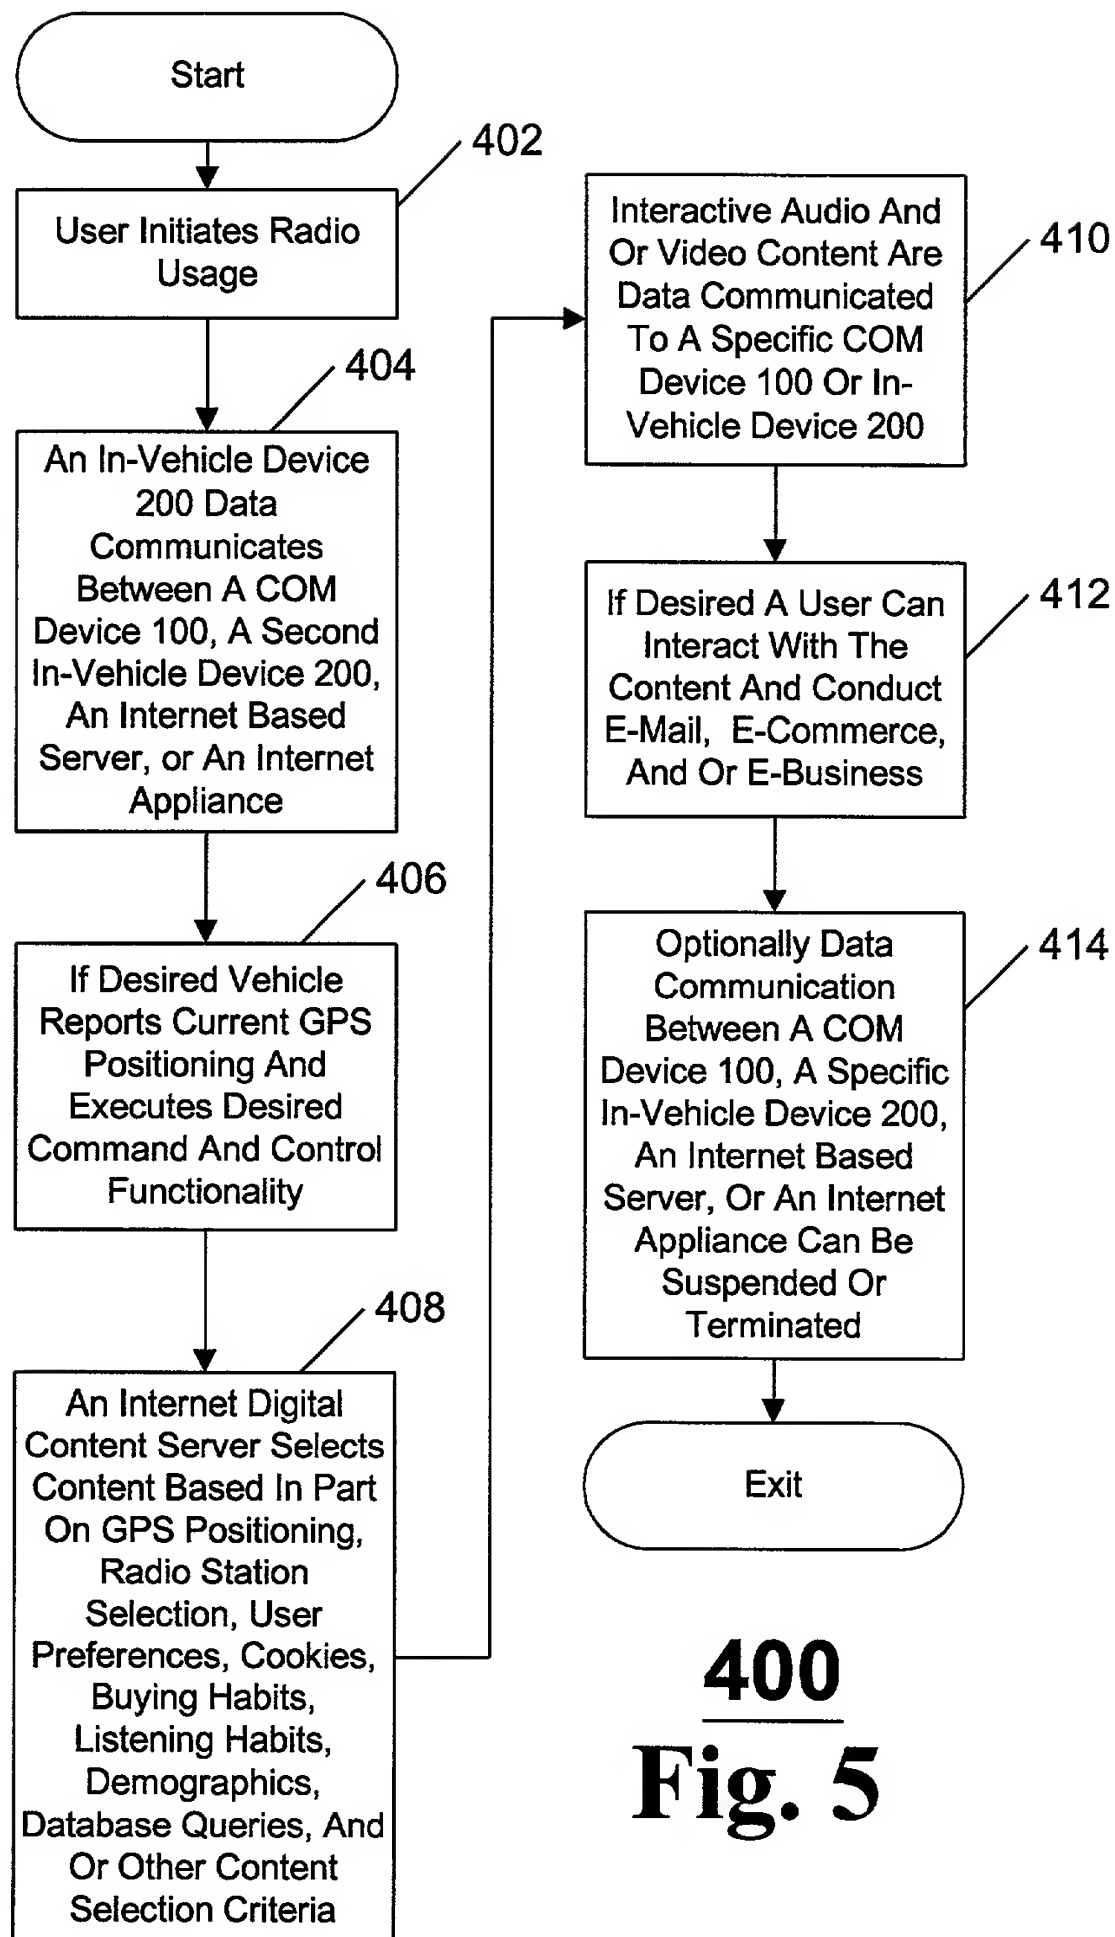 Start
402
User Initiates Radio
Usage
404
An In-Vehicle Device
200 Data
Communicates
Between A COM
Device 100, A Second
In-Vehicle Device 200,
An Internet Based
Server, or An Internet
Appliance
406
If Desired Vehicle
Reports Current GPS
Positioning And
Executes Desired
Command And Control
Functionality
408
An Internet Digital
Content Server Selects
Content Based In Part
On GPS Positioning,
Radio Station
Selection, User
Preferences, Cookies,
Buying Habits,
Listening Habits,
Demographics,
Database Queries, And
Or Other Content
Selection Criteria
Interactive Audio And
Or Video Content Are
Data Communicated
To A Specific COM
Device 100 Or In-
Vehicle Device 200
410
If Desired A User Can
Interact With The
Content And Conduct
E-Mail, E-Commerce,
And Or E-Business
412
Optionally Data
Communication
Between A COM
Device 100, A Specific
In-Vehicle Device 200,
An Internet Based
Server, Or An Internet
Appliance Can Be
Suspended Or
Terminated
414
Exit
400
Fig. 5